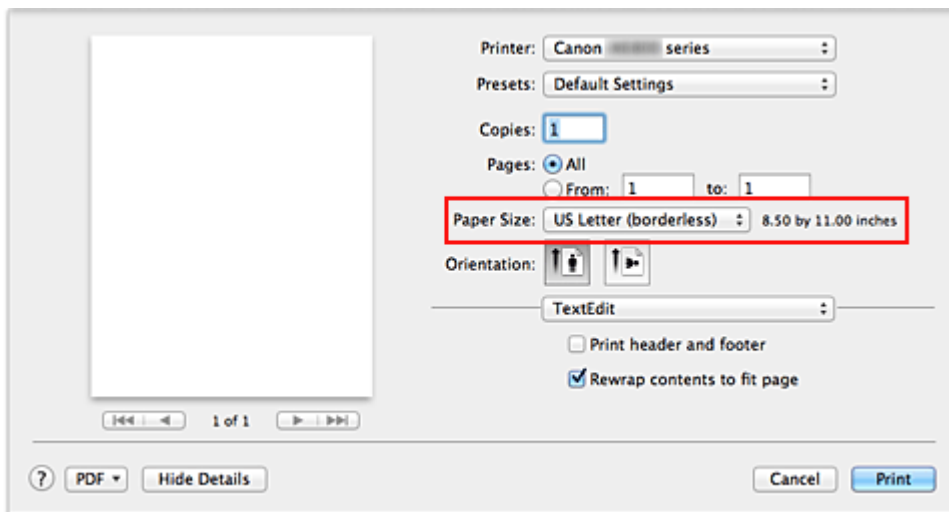 Printer: Canon series
Presets: Default Settings
Copies: 1
Pages: All
From: 1 to: 1
Paper Size: US Letter (borderless) 8.50 by 11.00 inches
Orientation:
TextEdit
Print header and footer
Rewrap contents to fit page
1 of 1
? PDF Hide Details Cancel Print